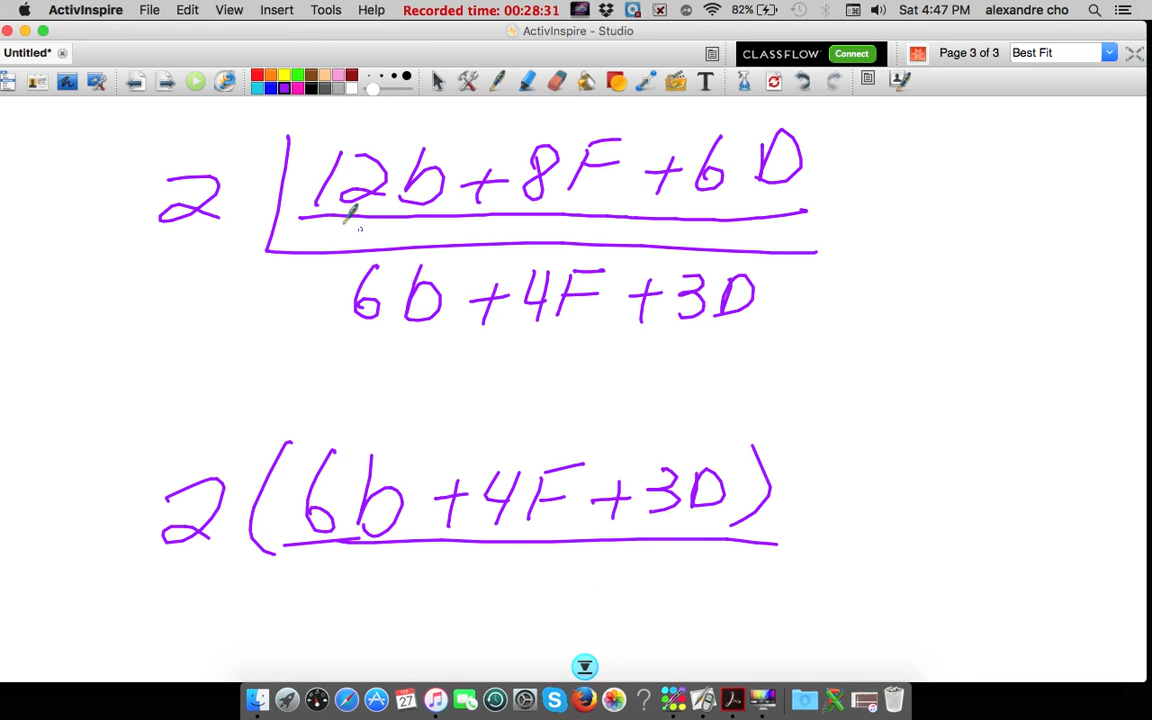 ActivInspire File Edit View Insert Tools Help Recorded time: 00:28:31 82% Sat 4:47 PM alexandre cho
ActivInspire - Studio
Untitled*
CLASSFLOW Connect Page 3 of 3 Best Fit
2 12b+8F+6D
6b+4F+3D
2(6b+4F+3D)
27